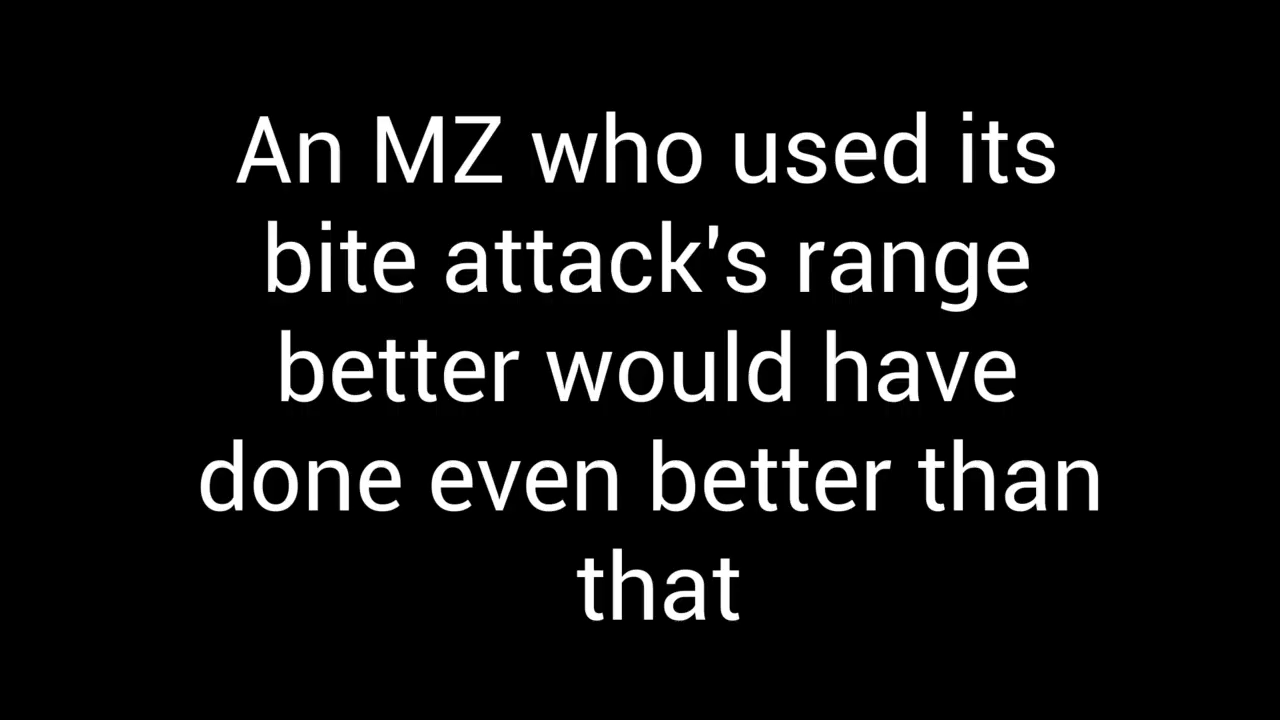 An MZ who used its
bite attack's range
better would have
done even better than
that